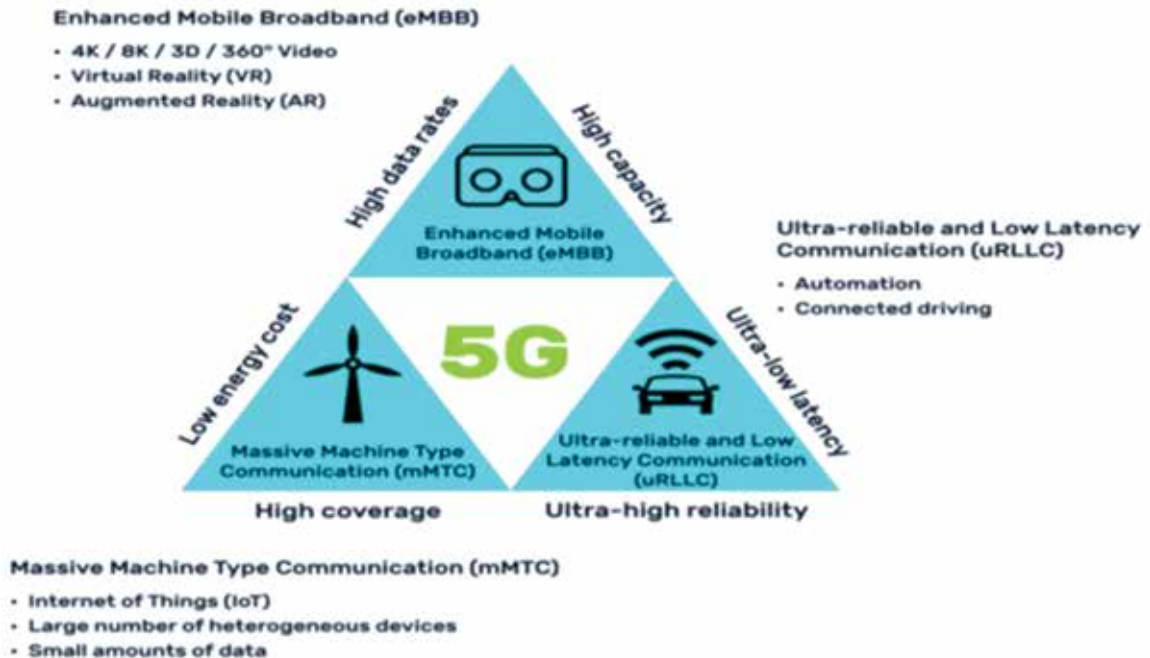 Enhanced Mobile Broadband (eMBB)
• 4K / 8K / 3D / 360° Video
• Virtual Reality (VR)
• Augmented Reality (AR)
High data rates
High capacity
Enhanced Mobile
Broadband (eMBB)
Ultra-reliable and Low Latency
Communication (uRLLC)
• Automation
• Connected driving
Low energy cost
5G
Ultra-low latency
Massive Machine Type
Communication (mMTC)
Ultra-reliable and Low
Latency Communication
(uRLLC)
High coverage
Ultra-high reliability
Massive Machine Type Communication (mMTC)
• Internet of Things (IoT)
• Large number of heterogeneous devices
• Small amounts of data